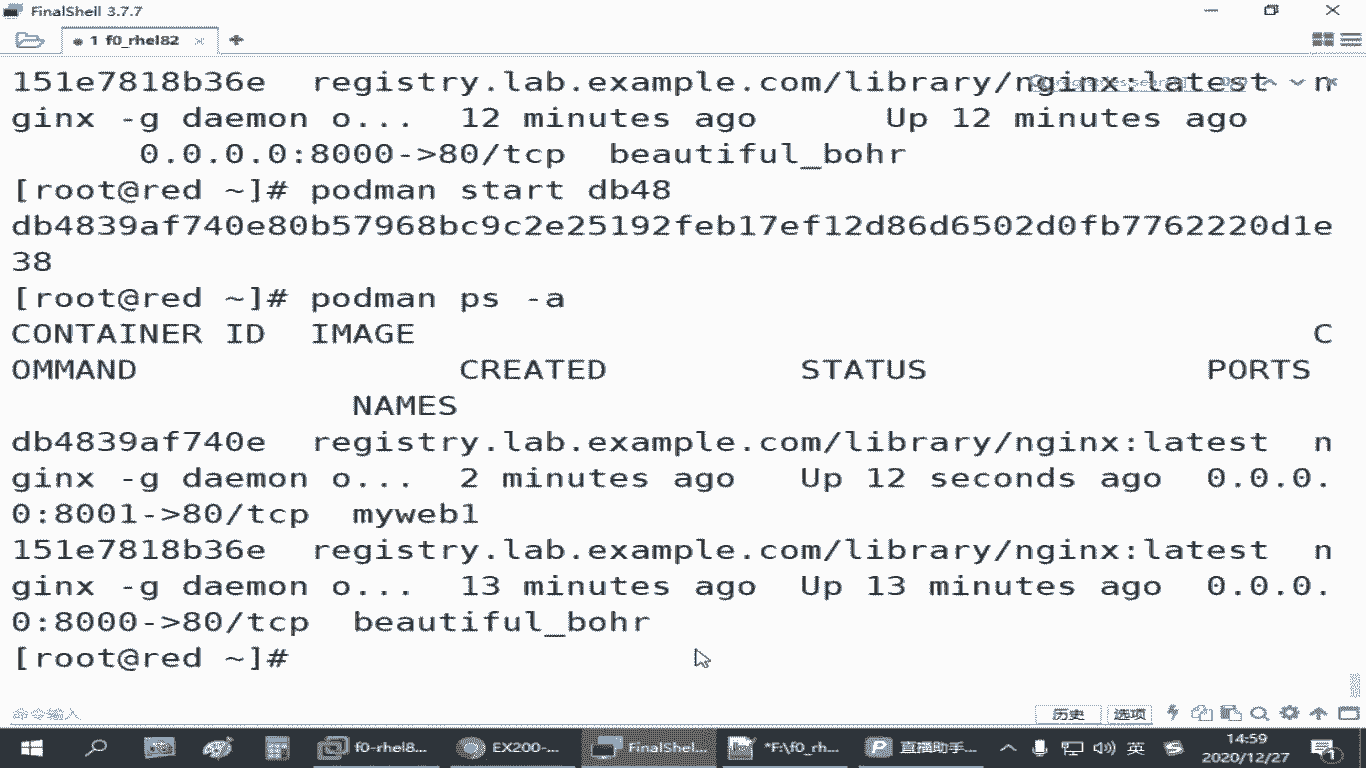 FinalShell 3.7.7
1 f0_rhel82
151e7818b36e  registry.lab.example.com/library/nginx:latest  n
ginx -g daemon o...  12 minutes ago      Up 12 minutes ago
0.0.0.0:8000->80/tcp  beautiful_bohr
[root@red ~]# podman start db48
db4839af740e80b57968bc9c2e25192feb17ef12d86d6502d0fb7762220d1e
38
[root@red ~]# podman ps -a
CONTAINER ID  IMAGE  C
OMMAND  CREATED  STATUS  PORTS
NAMES
db4839af740e  registry.lab.example.com/library/nginx:latest  n
ginx -g daemon o...  2 minutes ago  Up 12 seconds ago  0.0.0.
0:8001->80/tcp  myweb1
151e7818b36e  registry.lab.example.com/library/nginx:latest  n
ginx -g daemon o...  13 minutes ago  Up 13 minutes ago  0.0.0.
0:8000->80/tcp  beautiful_bohr
[root@red ~]#
命令输入
历史 选项
f0-rhel8... EX200-... FinalShel... *F:\f0_rh... 直播助手... 英 14:59
2020/12/27